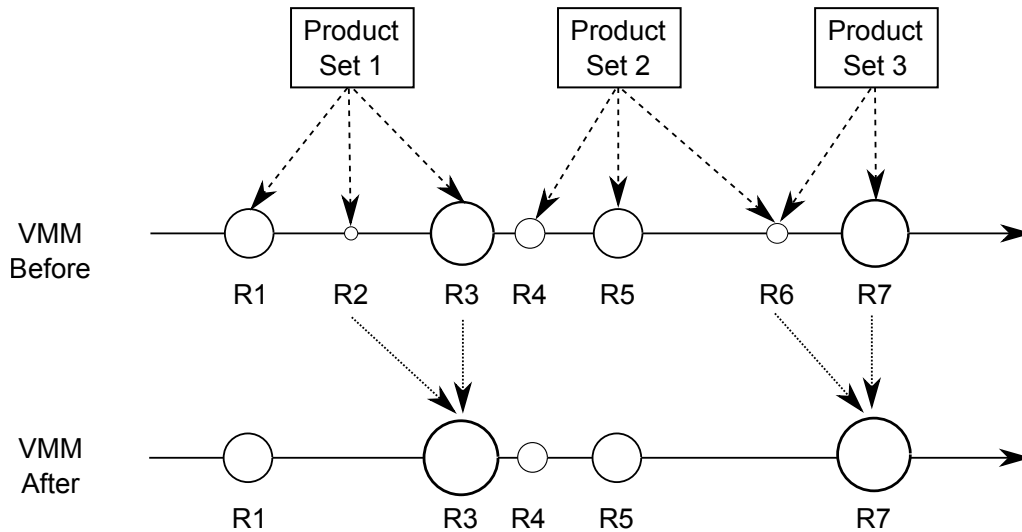 Product
Set 1
Product
Set 2
Product
Set 3
VMM
Before
R1 R2 R3 R4 R5 R6 R7
VMM
After
R1 R3 R4 R5 R7